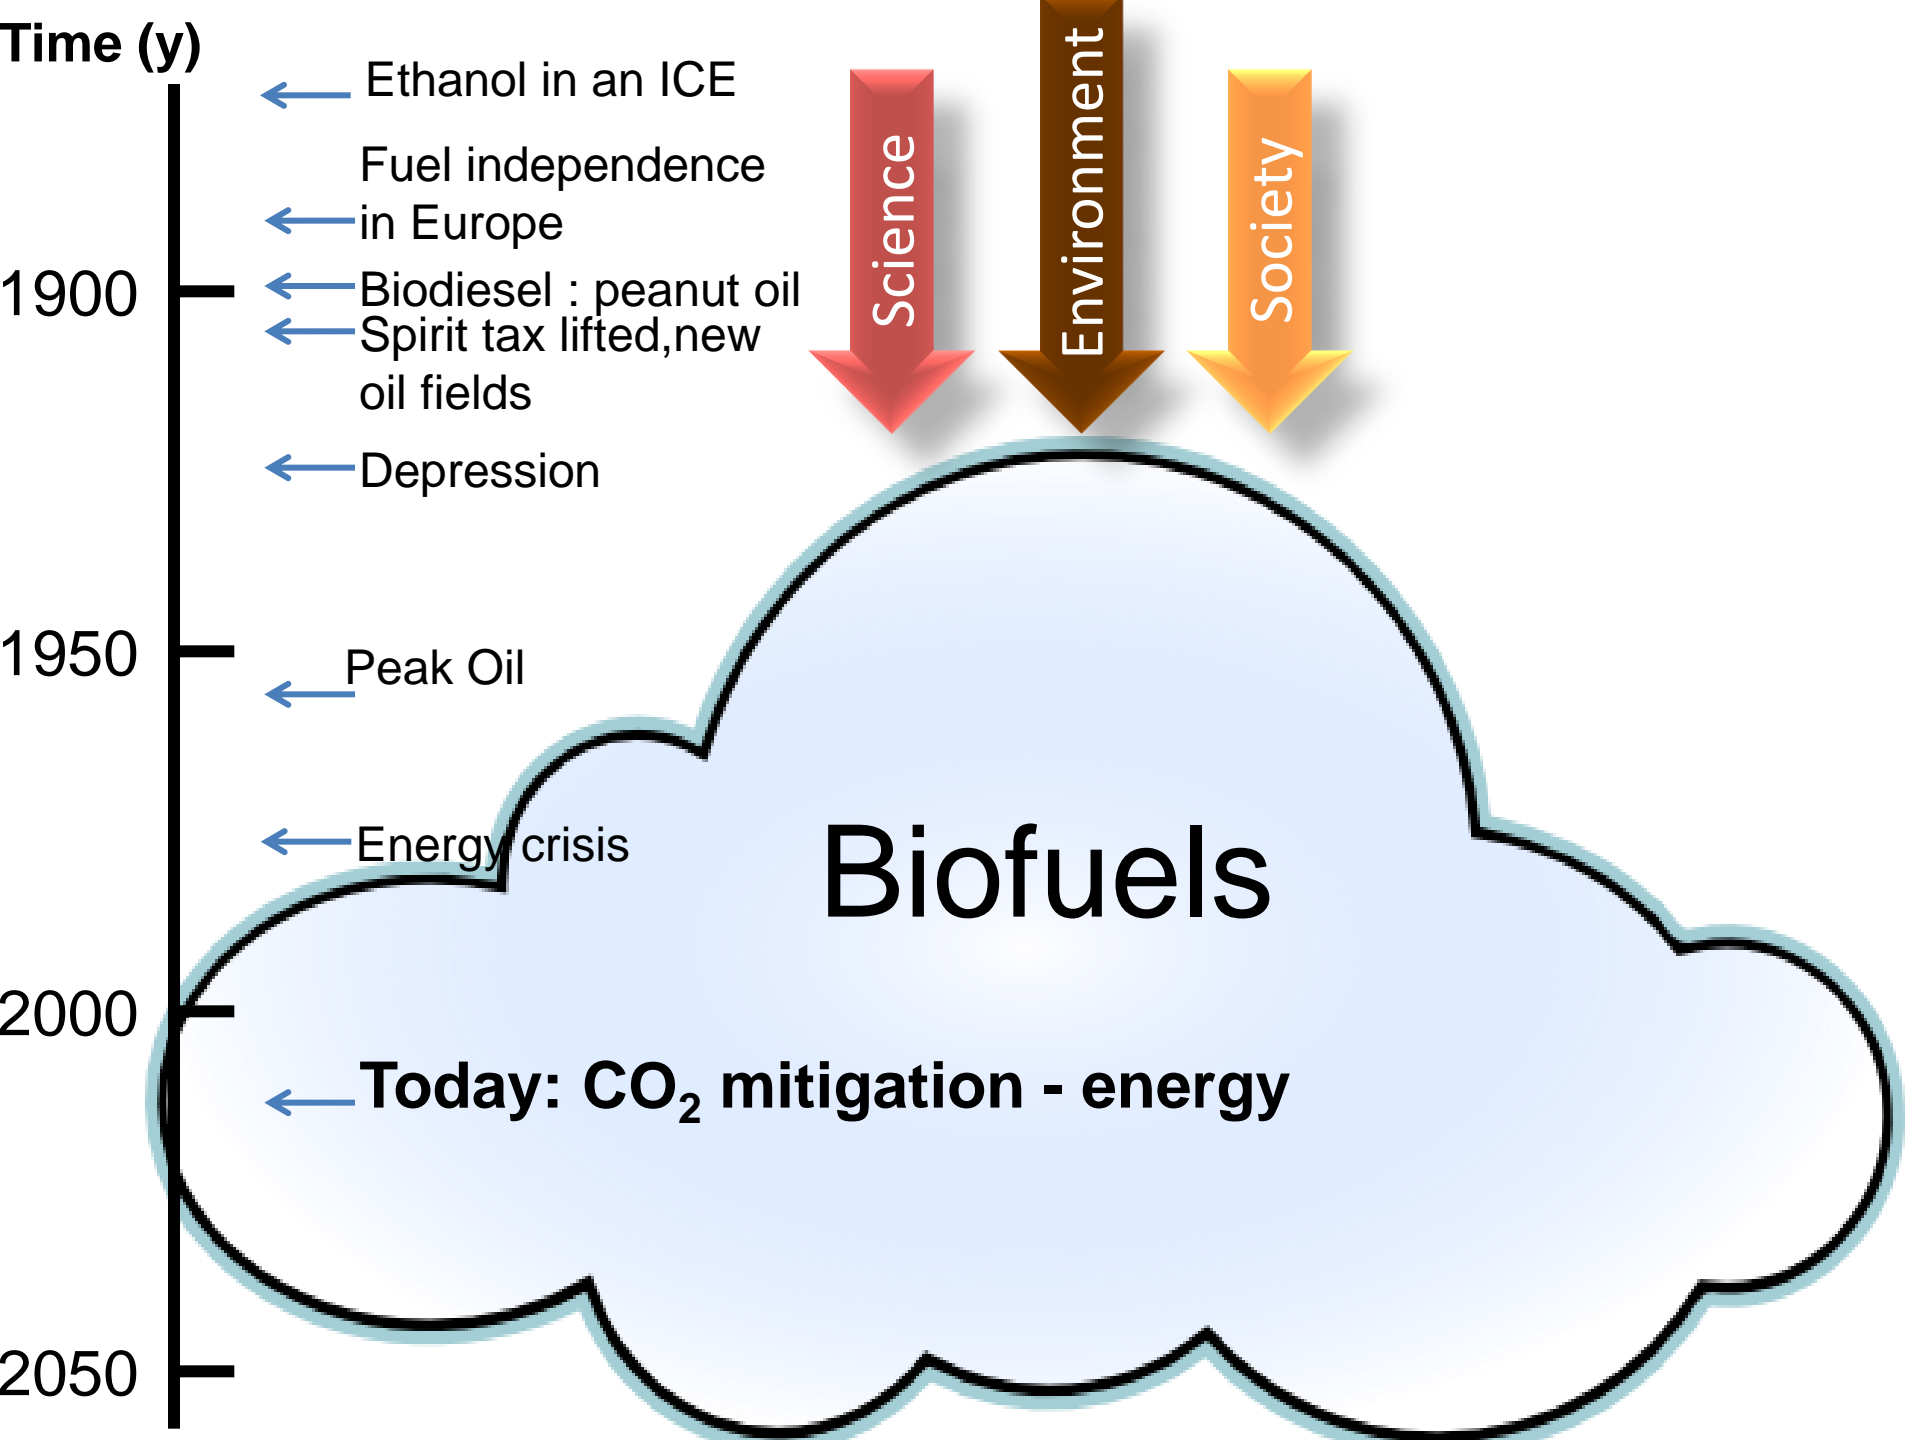 Time (y)
Ethanol in an ICE
Fuel independence
in Europe
1900
Biodiesel : peanut oil
Spirit tax lifted,new
oil fields
Depression
Science
Environment
Society
1950
Peak Oil
Energy crisis
Biofuels
2000
Today: CO₂ mitigation - energy
2050